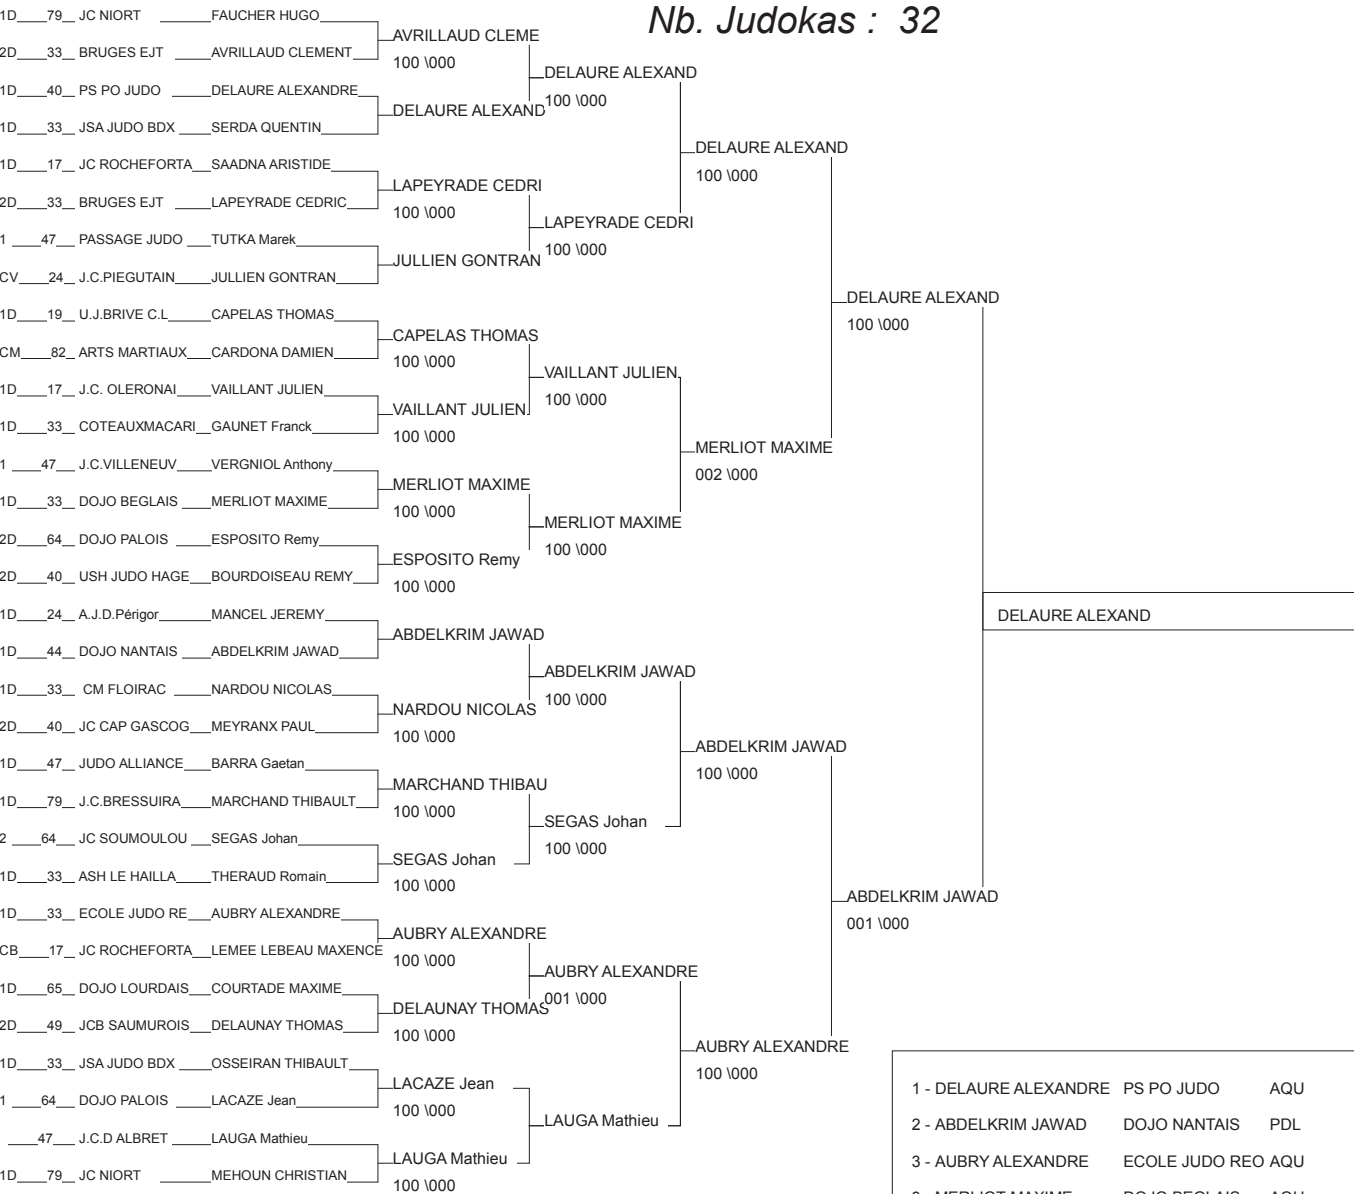 Nb. Judokas : 32
1D 79 JC NIORT FAUCHER HUGO
AVRILLAUD CLEME
2D 33 BRUGES EJT AVRILLAUD CLEMENT
100 \000
DELAURE ALEXAND
1D 40 PS PO JUDO DELAURE ALEXANDRE
100 \000
DELAURE ALEXAND
1D 33 JSA JUDO BDX SERDA QUENTIN
DELAURE ALEXAND
1D 17 JC ROCHEFORTA SAADNA ARISTIDE
100 \000
LAPEYRADE CEDRI
2D 33 BRUGES EJT LAPEYRADE CEDRIC
100 \000
LAPEYRADE CEDRI
1 47 PASSAGE JUDO TUTKA Marek
100 \000
JULLIEN GONTRAN
CV 24 J.C.PIEGUTAIN JULLIEN GONTRAN
DELAURE ALEXAND
1D 19 U.J.BRIVE C.L CAPELAS THOMAS
100 \000
CAPELAS THOMAS
CM 82 ARTS MARTIAUX CARDONA DAMIEN
100 \000
VAILLANT JULIEN
1D 17 J.C. OLERONAI VAILLANT JULIEN
100 \000
VAILLANT JULIEN
1D 33 COTEAUXMACARI GAUNET Franck
100 \000
MERLIOT MAXIME
1 47 J.C.VILLENEUV VERGNIOL Anthony
002 \000
MERLIOT MAXIME
1D 33 DOJO BEGLAIS MERLIOT MAXIME
100 \000
MERLIOT MAXIME
2D 64 DOJO PALOIS ESPOSITO Remy
100 \000
ESPOSITO Remy
2D 40 USH JUDO HAGE BOURDOISEAU REMY
100 \000
DELAURE ALEXAND
1D 24 A.J.D.Périgor MANCEL JEREMY
ABDELKRIM JAWAD
1D 44 DOJO NANTAIS ABDELKRIM JAWAD
ABDELKRIM JAWAD
1D 33 CM FLOIRAC NARDOU NICOLAS
100 \000
NARDOU NICOLAS
2D 40 JC CAP GASCOG MEYRANX PAUL
100 \000
ABDELKRIM JAWAD
1D 47 JUDO ALLIANCE BARRA Gaetan
100 \000
MARCHAND THIBAU
1D 79 J.C.BRESSUIRA MARCHAND THIBAULT
100 \000
SEGAS Johan
2 64 JC SOUMOULOU SEGAS Johan
100 \000
SEGAS Johan
1D 33 ASH LE HAILLA THERAUD Romain
100 \000
ABDELKRIM JAWAD
1D 33 ECOLE JUDO RE AUBRY ALEXANDRE
001 \000
AUBRY ALEXANDRE
CB 17 JC ROCHEFORTA LEMEE LEBEAU MAXENCE
100 \000
AUBRY ALEXANDRE
1D 65 DOJO LOURDAIS COURTADE MAXIME
001 \000
DELAUNAY THOMAS
2D 49 JCB SAUMUROIS DELAUNAY THOMAS
100 \000
AUBRY ALEXANDRE
1D 33 JSA JUDO BDX OSSEIRAN THIBAULT
100 \000
LACAZE Jean
1 - DELAURE ALEXANDRE PS PO JUDO AQU
1 64 DOJO PALOIS LACAZE Jean
100 \000
LAUGA Mathieu
2 - ABDELKRIM JAWAD DOJO NANTAIS PDL
47 J.C.D ALBRET LAUGA Mathieu
LAUGA Mathieu
3 - AUBRY ALEXANDRE ECOLE JUDO REO AQU
1D 79 JC NIORT MEHOUN CHRISTIAN
100 \000
3 - MERLIOT MAXIME DOJO BEGLAIS AQU